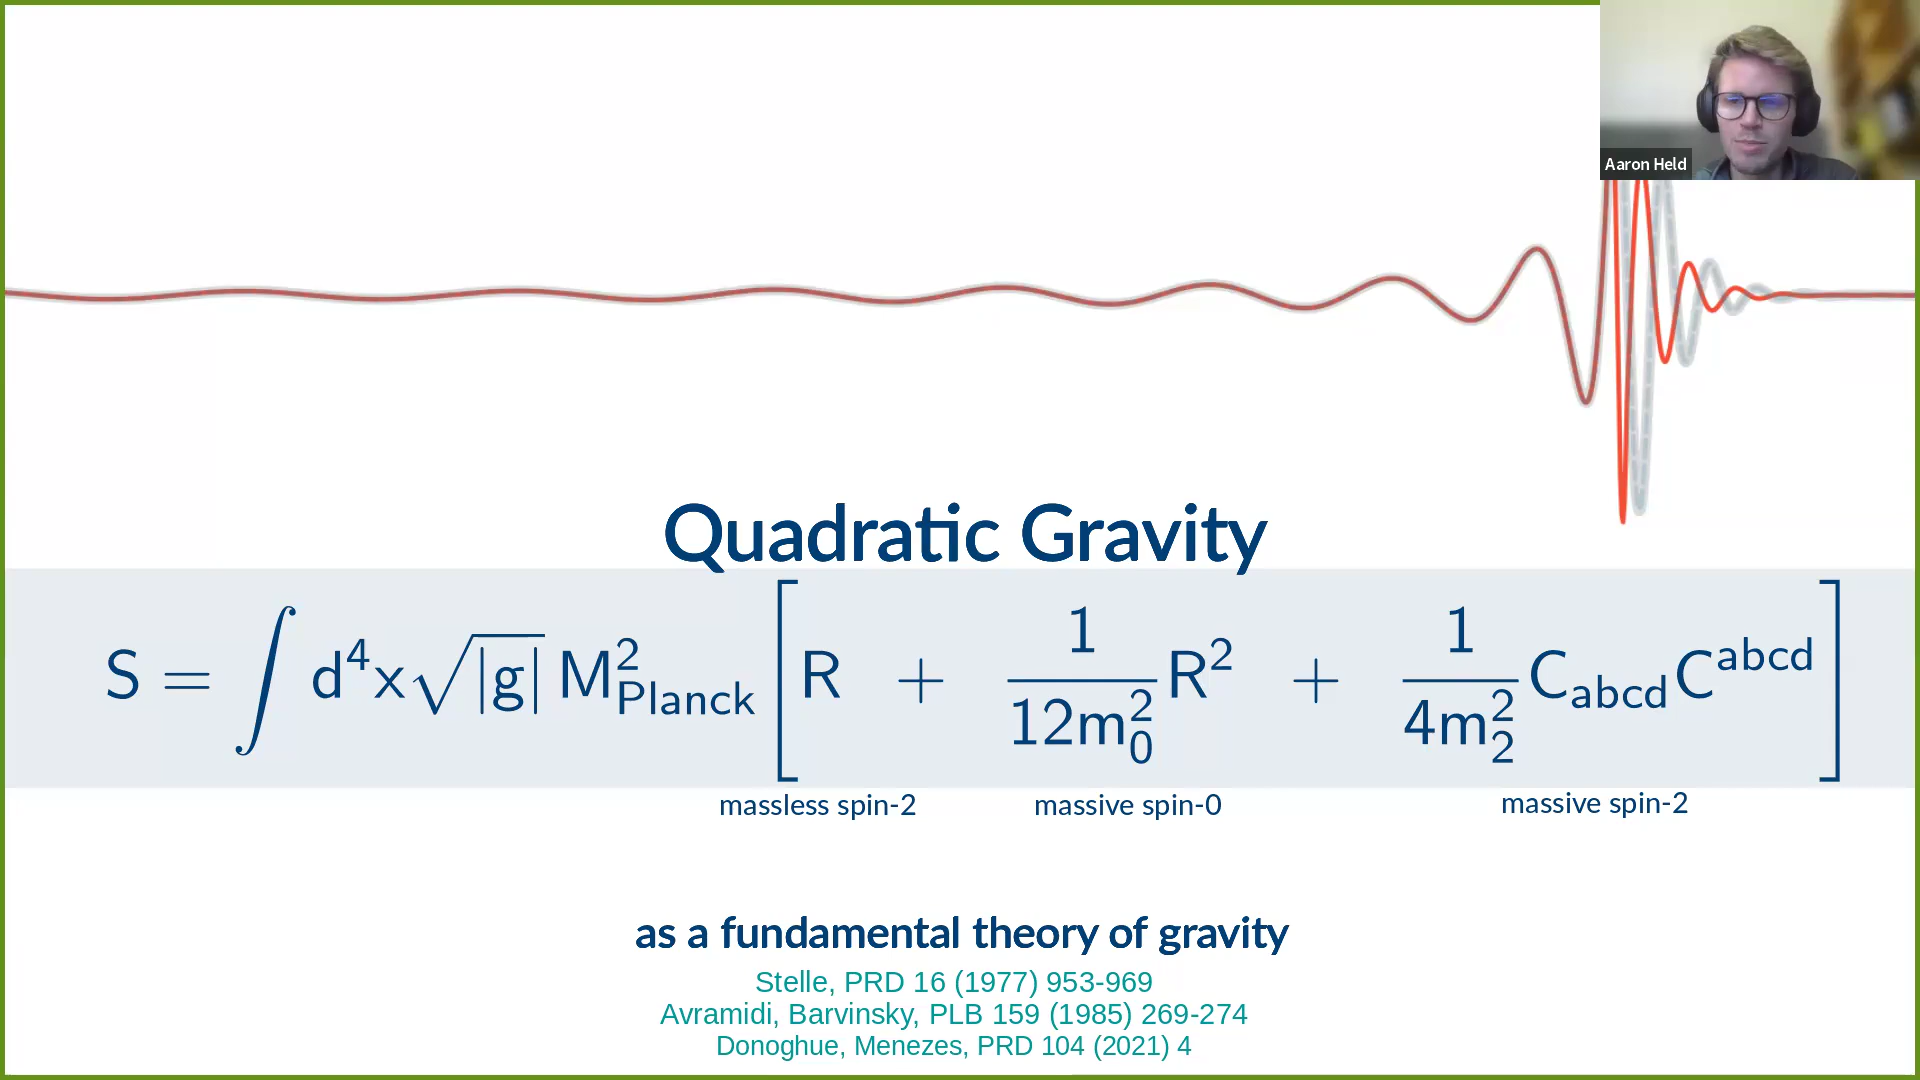 Aaron Held
Quadratic Gravity
S = ∫ d⁴x√|g| M²_Planck [ R + 1/(12m₀²) R² + 1/(4m₂²) C_abcd C^abcd ]
massless spin-2 massive spin-0 massive spin-2
as a fundamental theory of gravity
Stelle, PRD 16 (1977) 953-969
Avramidi, Barvinsky, PLB 159 (1985) 269-274
Donoghue, Menezes, PRD 104 (2021) 4